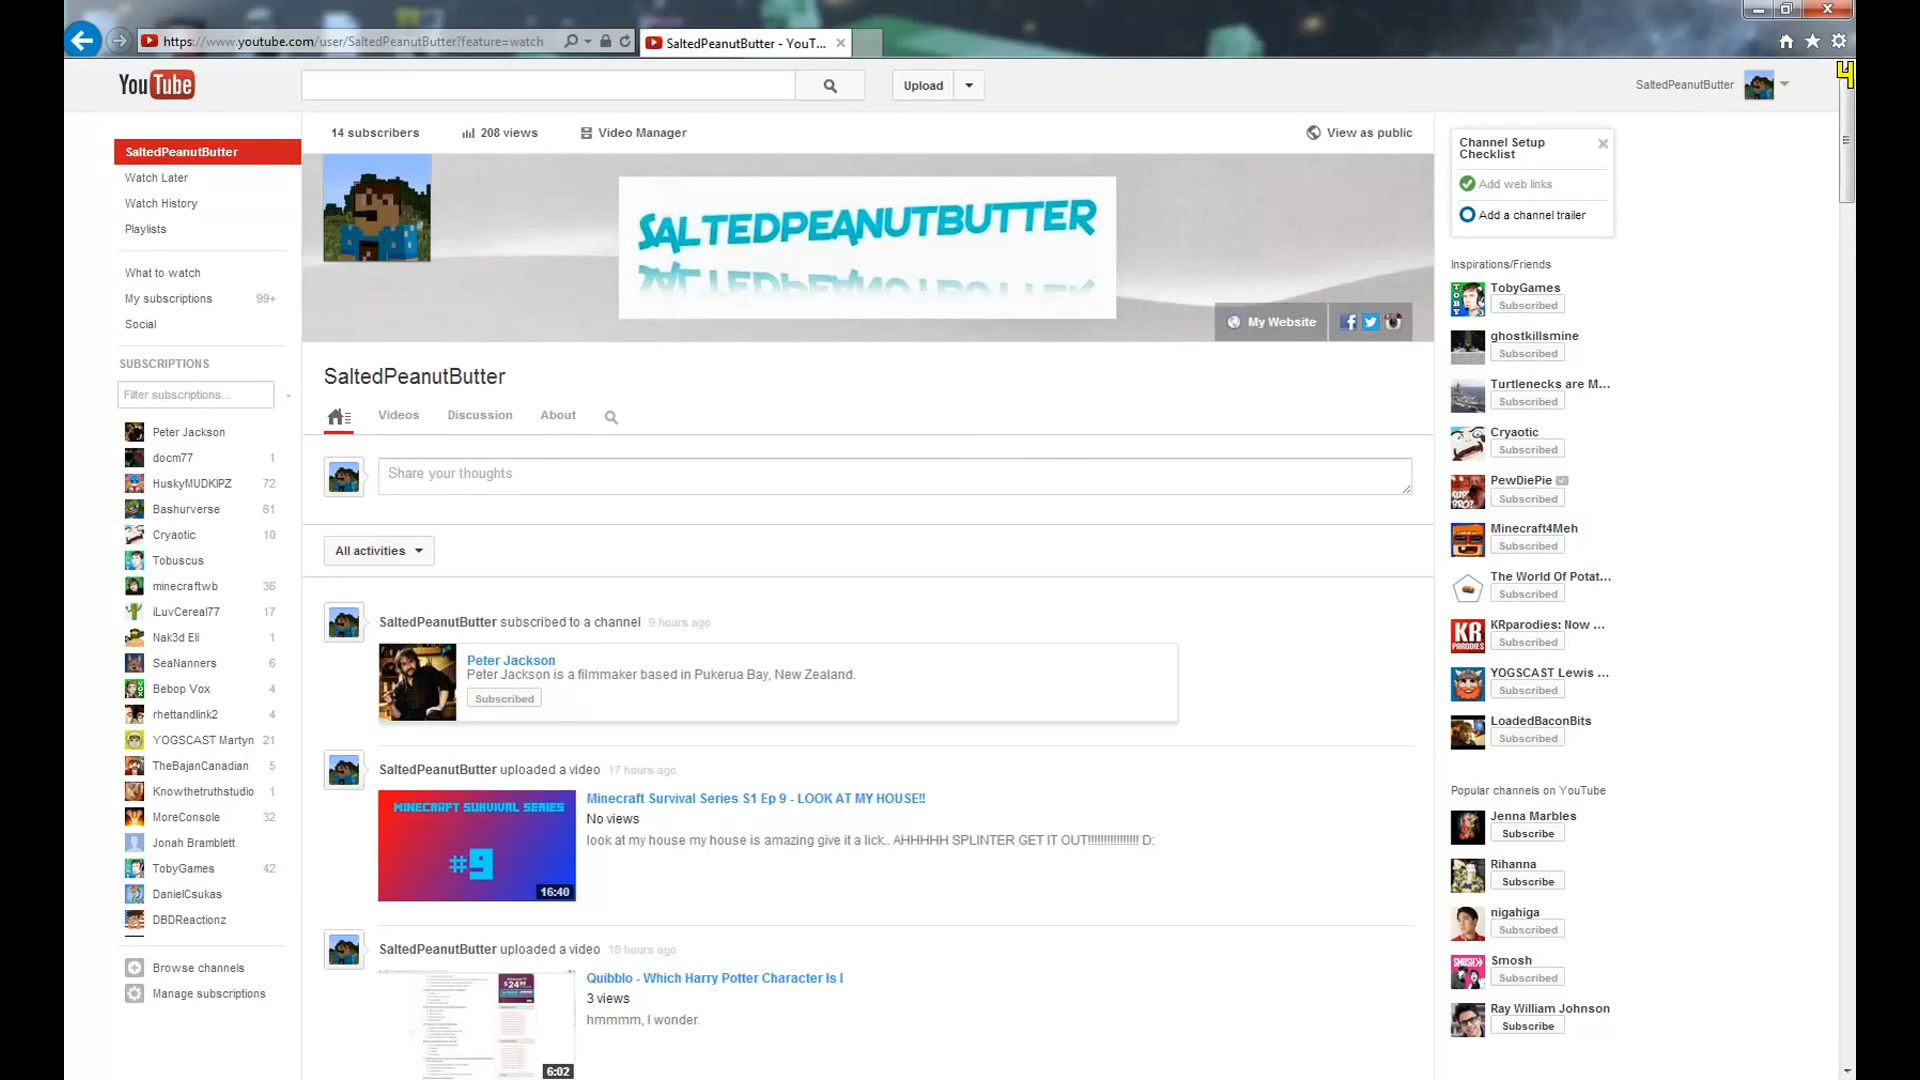 https://www.youtube.com/user/SaltedPeanutButter?feature=watch
SaltedPeanutButter - YouT...
4
YouTube
Upload
SaltedPeanutButter
SaltedPeanutButter
Watch Later
Watch History
Playlists
What to watch
My subscriptions 99+
Social
SUBSCRIPTIONS
Filter subscriptions...
Peter Jackson
docm77 1
HuskyMUDKIPZ 72
Bashurverse 61
Cryaotic 10
Tobuscus
minecraftwb 36
iLuvCereal77 17
Nak3d Eli 1
SeaNanners 6
Bebop Vox 4
rhettandlink2 4
YOGSCAST Martyn 21
TheBajanCanadian 5
Knowthetruthstudio 1
MoreConsole 32
Jonah Bramblett
TobyGames 42
DanielCsukas
DBDReactionz
Browse channels
Manage subscriptions
14 subscribers
208 views
Video Manager
View as public
SALTEDPEANUTBUTTER
My Website
SaltedPeanutButter
Videos
Discussion
About
Share your thoughts
All activities
SaltedPeanutButter subscribed to a channel 9 hours ago
Peter Jackson
Peter Jackson is a filmmaker based in Pukerua Bay, New Zealand.
Subscribed
SaltedPeanutButter uploaded a video 17 hours ago
MINECRAFT SURVIVAL SERIES
#9
16:40
Minecraft Survival Series S1 Ep 9 - LOOK AT MY HOUSE!!
No views
look at my house my house is amazing give it a lick.. AHHHHH SPLINTER GET IT OUT!!!!!!!!!!!!!!!! D:
SaltedPeanutButter uploaded a video 18 hours ago
$24.99
6:02
Quibblo - Which Harry Potter Character Is I
3 views
hmmmm, I wonder.
Channel Setup
Checklist
Add web links
Add a channel trailer
Inspirations/Friends
TobyGames
Subscribed
ghostkillsmine
Subscribed
Turtlenecks are M...
Subscribed
Cryaotic
Subscribed
PewDiePie
Subscribed
Minecraft4Meh
Subscribed
The World Of Potat...
Subscribed
KR
PARODIES
KRparodies: Now ...
Subscribed
YOGSCAST Lewis ...
Subscribed
LoadedBaconBits
Subscribed
Popular channels on YouTube
Jenna Marbles
Subscribe
Rihanna
Subscribe
nigahiga
Subscribed
SMOSH
Smosh
Subscribed
Ray William Johnson
Subscribe